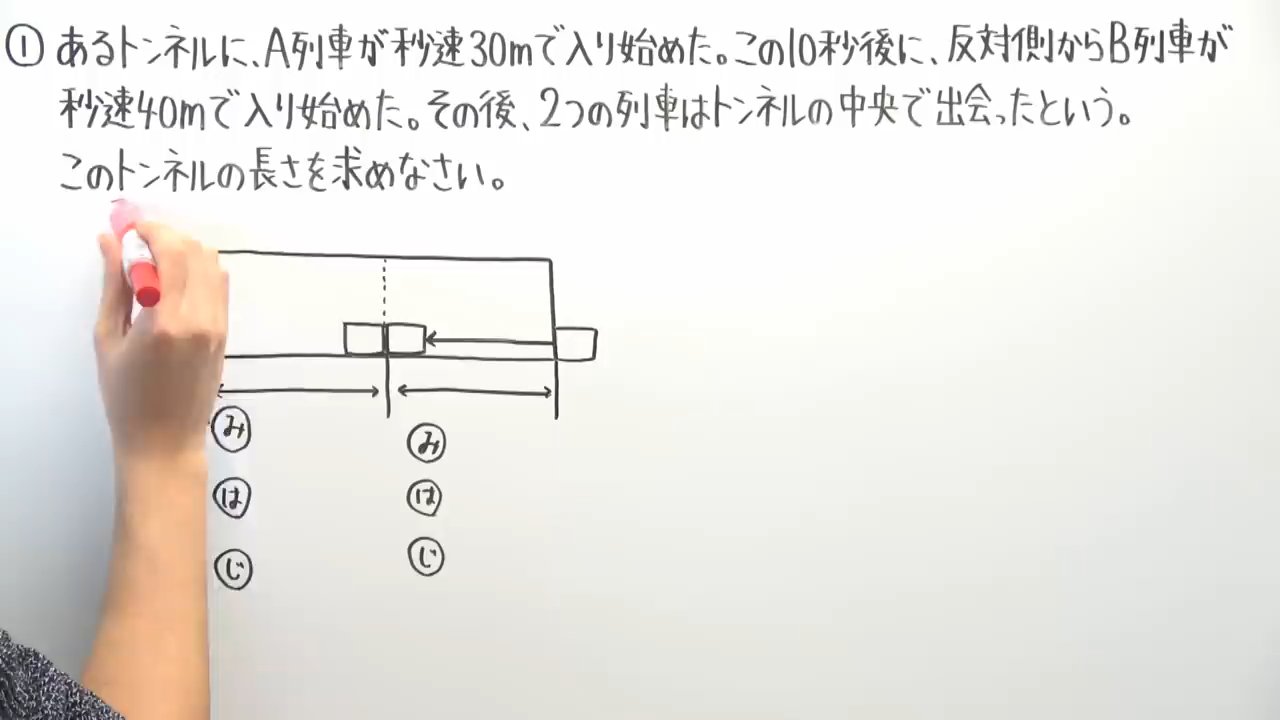 ① あるトンネルに、A列車が秒速30mで入り始めた。この10秒後に、反対側からB列車が
秒速40mで入り始めた。その後、2つの列車はトンネルの中央で出会ったという。
このトンネルの長さを求めなさい。
み み
は は
じ じ